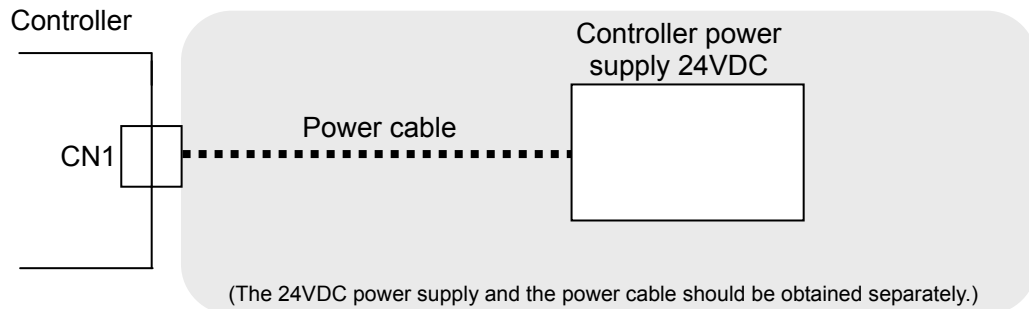 Controller
Controller power
supply 24VDC
Power cable
CN1
(The 24VDC power supply and the power cable should be obtained separately.)